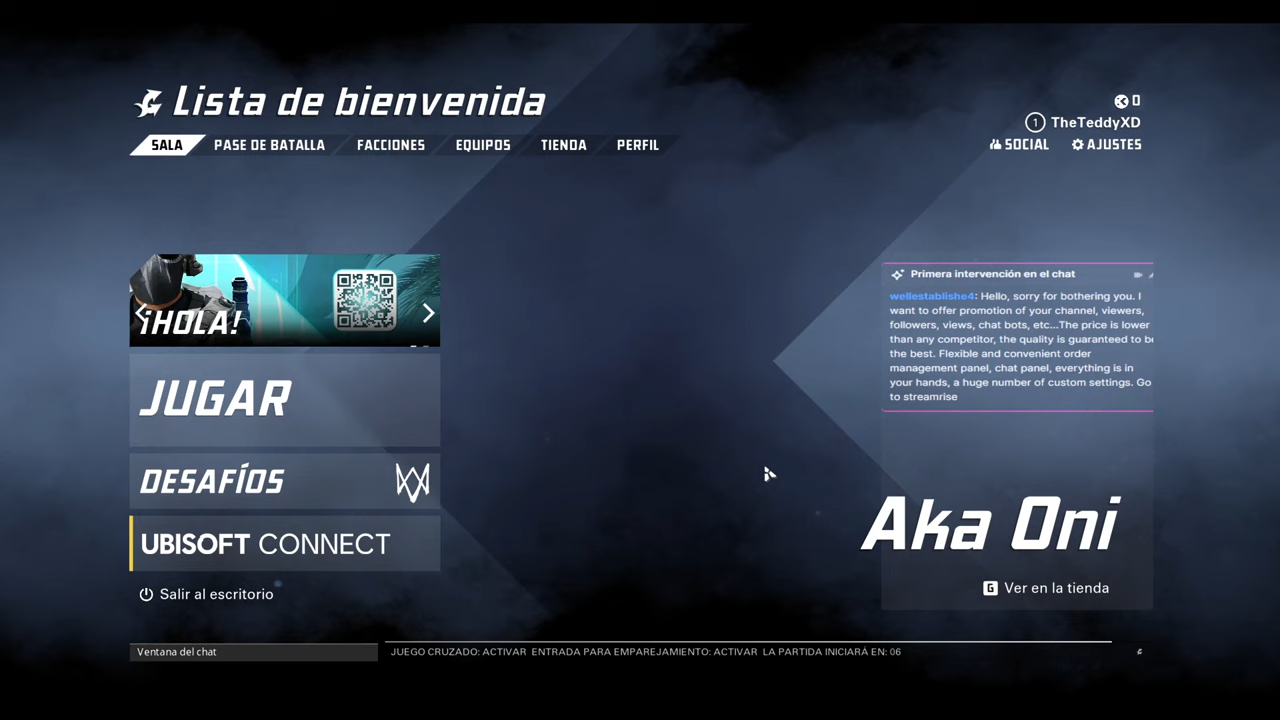 Lista de bienvenida
0
1 TheTeddyXD
SALA PASE DE BATALLA FACCIONES EQUIPOS TIENDA PERFIL
SOCIAL AJUSTES
¡HOLA!
JUGAR
DESAFÍOS
UBISOFT CONNECT
Salir al escritorio
Primera intervención en el chat
wellestablishe4: Hello, sorry for bothering you. I
want to offer promotion of your channel, viewers,
followers, views, chat bots, etc...The price is lower
than any competitor, the quality is guaranteed to be
the best. Flexible and convenient order
management panel, chat panel, everything is in
your hands, a huge number of custom settings. Go
to streamrise
Aka Oni
G Ver en la tienda
Ventana del chat
JUEGO CRUZADO: ACTIVAR ENTRADA PARA EMPAREJAMIENTO: ACTIVAR LA PARTIDA INICIARÁ EN: 06